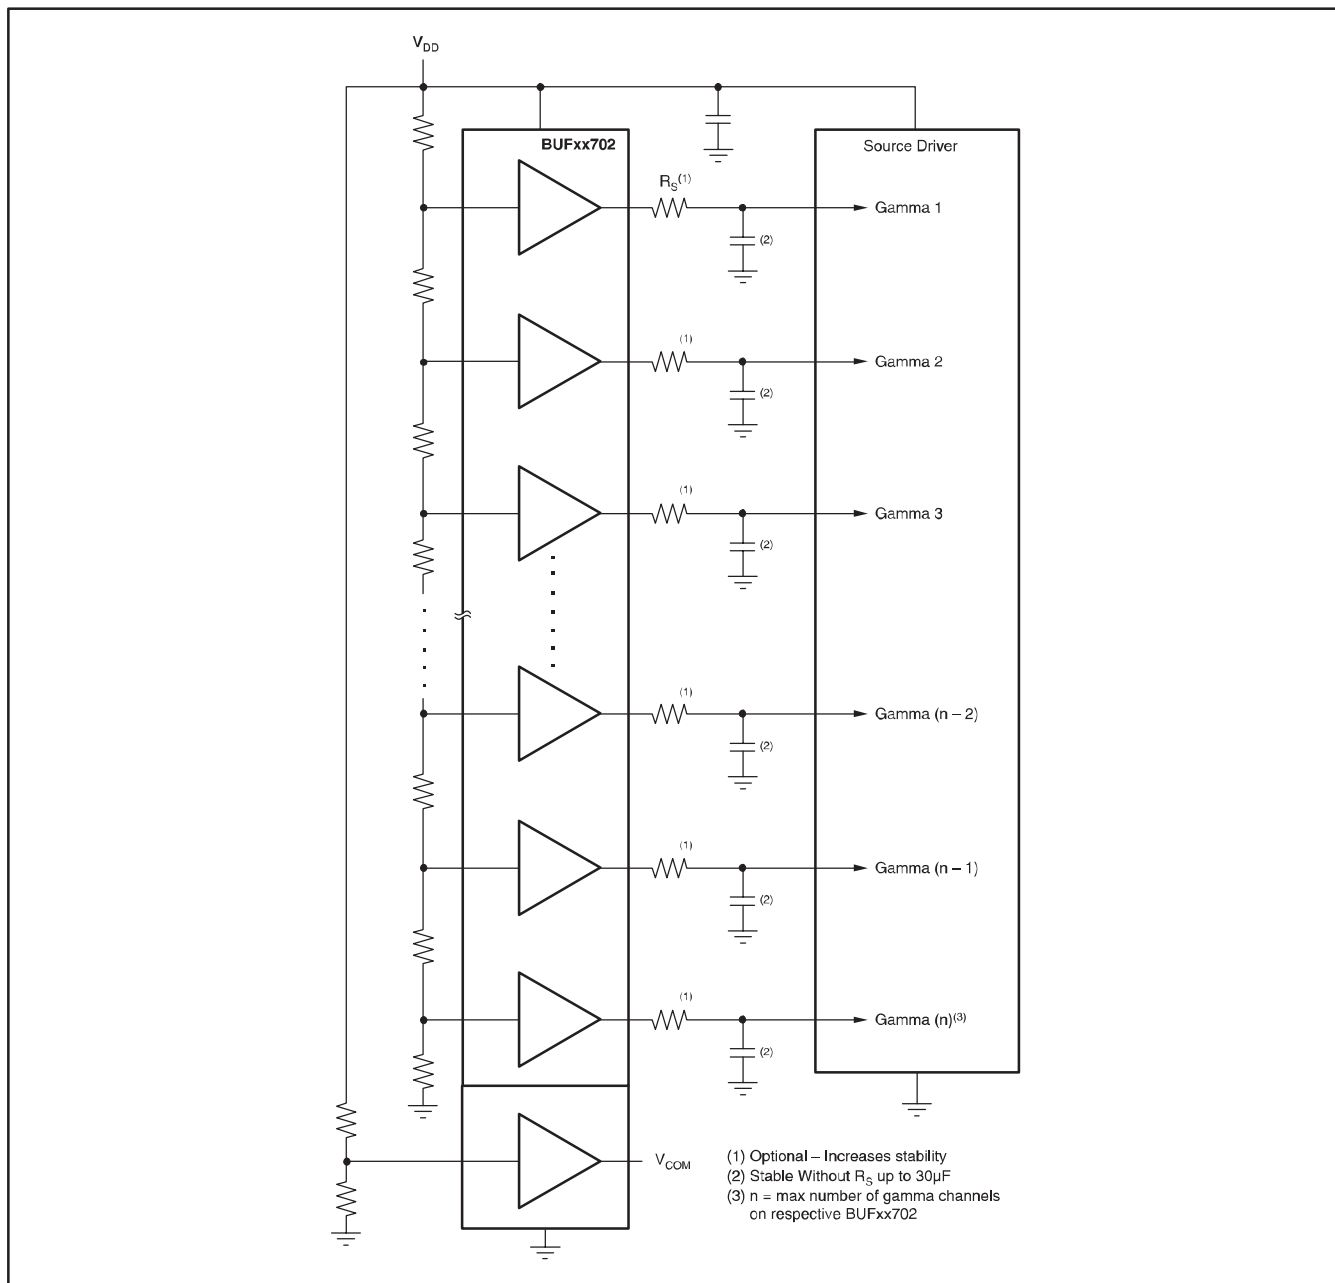 V_DD
BUFxx702
Source Driver
R_S^(1)
Gamma 1
(2)
(1)
Gamma 2
(2)
(1)
Gamma 3
(2)
(1)
Gamma (n – 2)
(2)
(1)
Gamma (n – 1)
(2)
(1)
Gamma (n)^(3)
(2)
V_COM
(1) Optional – Increases stability
(2) Stable Without R_S up to 30µF
(3) n = max number of gamma channels
on respective BUFxx702